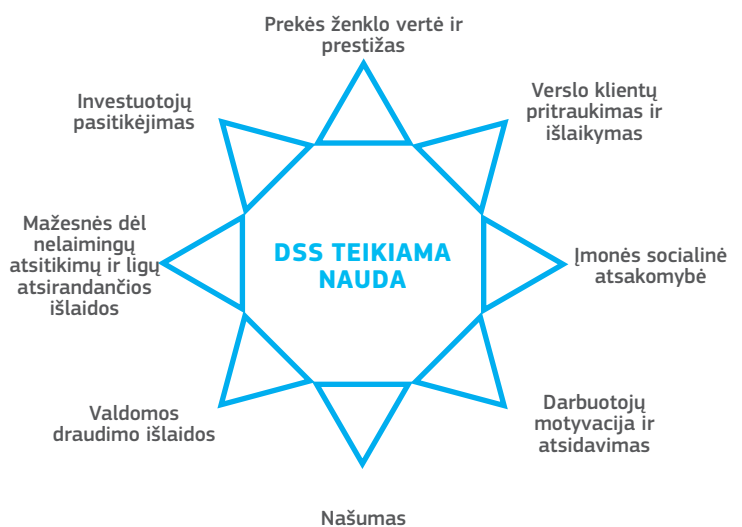 Prekės ženklo vertė ir
prestižas
Verslo klientų
pritraukimas ir
išlaikymas
Įmonės socialinė
atsakomybė
Darbuotojų
motyvacija ir
atsidavimas
Našumas
Valdomos
draudimo išlaidos
Mažesnės dėl
nelaimingų
atsitikimų ir ligų
atsirandančios
išlaidos
Investuotojų
pasitikėjimas
DSS TEIKIAMA
NAUDA